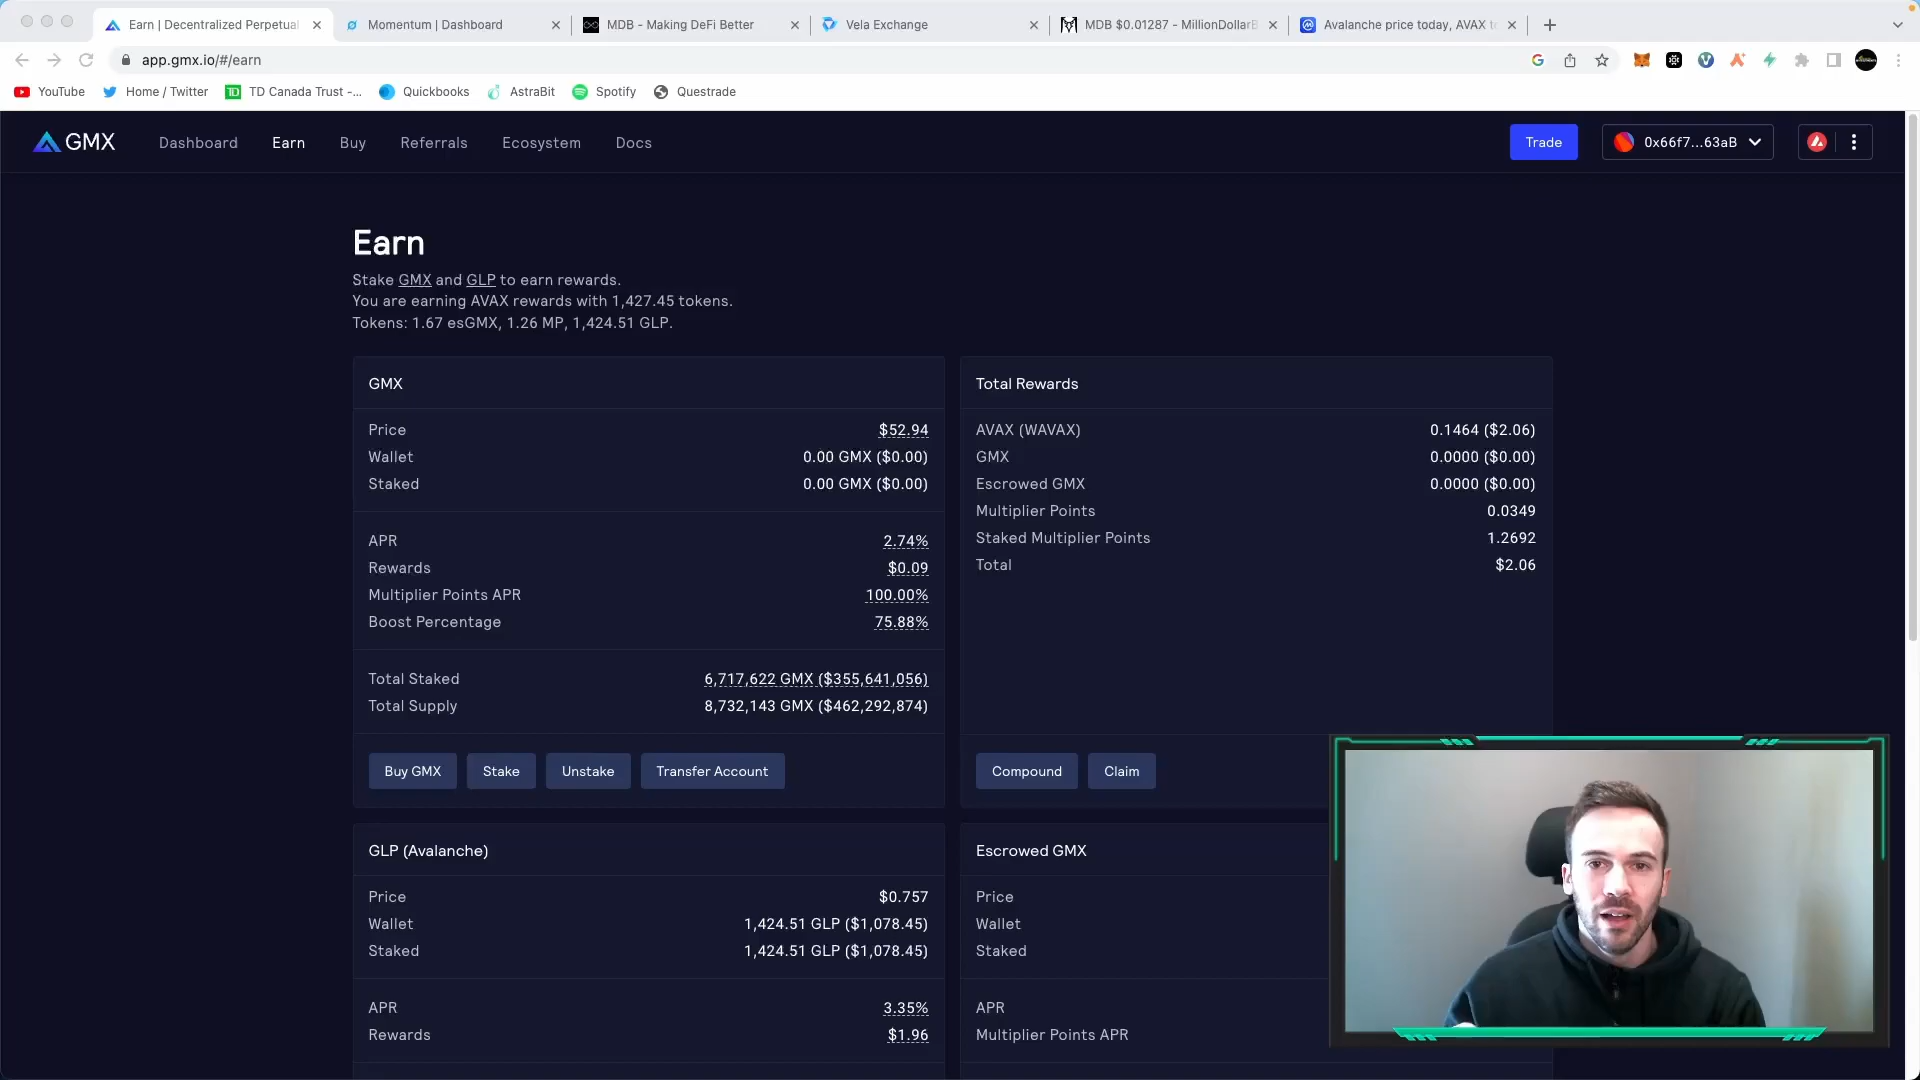 Earn | Decentralized Perpetual
Momentum | Dashboard
MDB - Making DeFi Better
Vela Exchange
MDB $0.01287 - MillionDollarB
Avalanche price today, AVAX to
app.gmx.io/#/earn
YouTube
Home / Twitter
TD Canada Trust -...
Quickbooks
AstraBit
Spotify
Questrade
GMX
Dashboard
Earn
Buy
Referrals
Ecosystem
Docs
Trade
0x66f7...63aB
Earn
Stake GMX and GLP to earn rewards.
You are earning AVAX rewards with 1,427.45 tokens.
Tokens: 1.67 esGMX, 1.26 MP, 1,424.51 GLP.
GMX
Price $52.94
Wallet 0.00 GMX ($0.00)
Staked 0.00 GMX ($0.00)
APR 2.74%
Rewards $0.09
Multiplier Points APR 100.00%
Boost Percentage 75.88%
Total Staked 6,717,622 GMX ($355,641,056)
Total Supply 8,732,143 GMX ($462,292,874)
Buy GMX
Stake
Unstake
Transfer Account
Total Rewards
AVAX (WAVAX) 0.1464 ($2.06)
GMX 0.0000 ($0.00)
Escrowed GMX 0.0000 ($0.00)
Multiplier Points 0.0349
Staked Multiplier Points 1.2692
Total $2.06
Compound
Claim
GLP (Avalanche)
Price $0.757
Wallet 1,424.51 GLP ($1,078.45)
Staked 1,424.51 GLP ($1,078.45)
APR 3.35%
Rewards $1.96
Escrowed GMX
Price
Wallet
Staked
APR
Multiplier Points APR